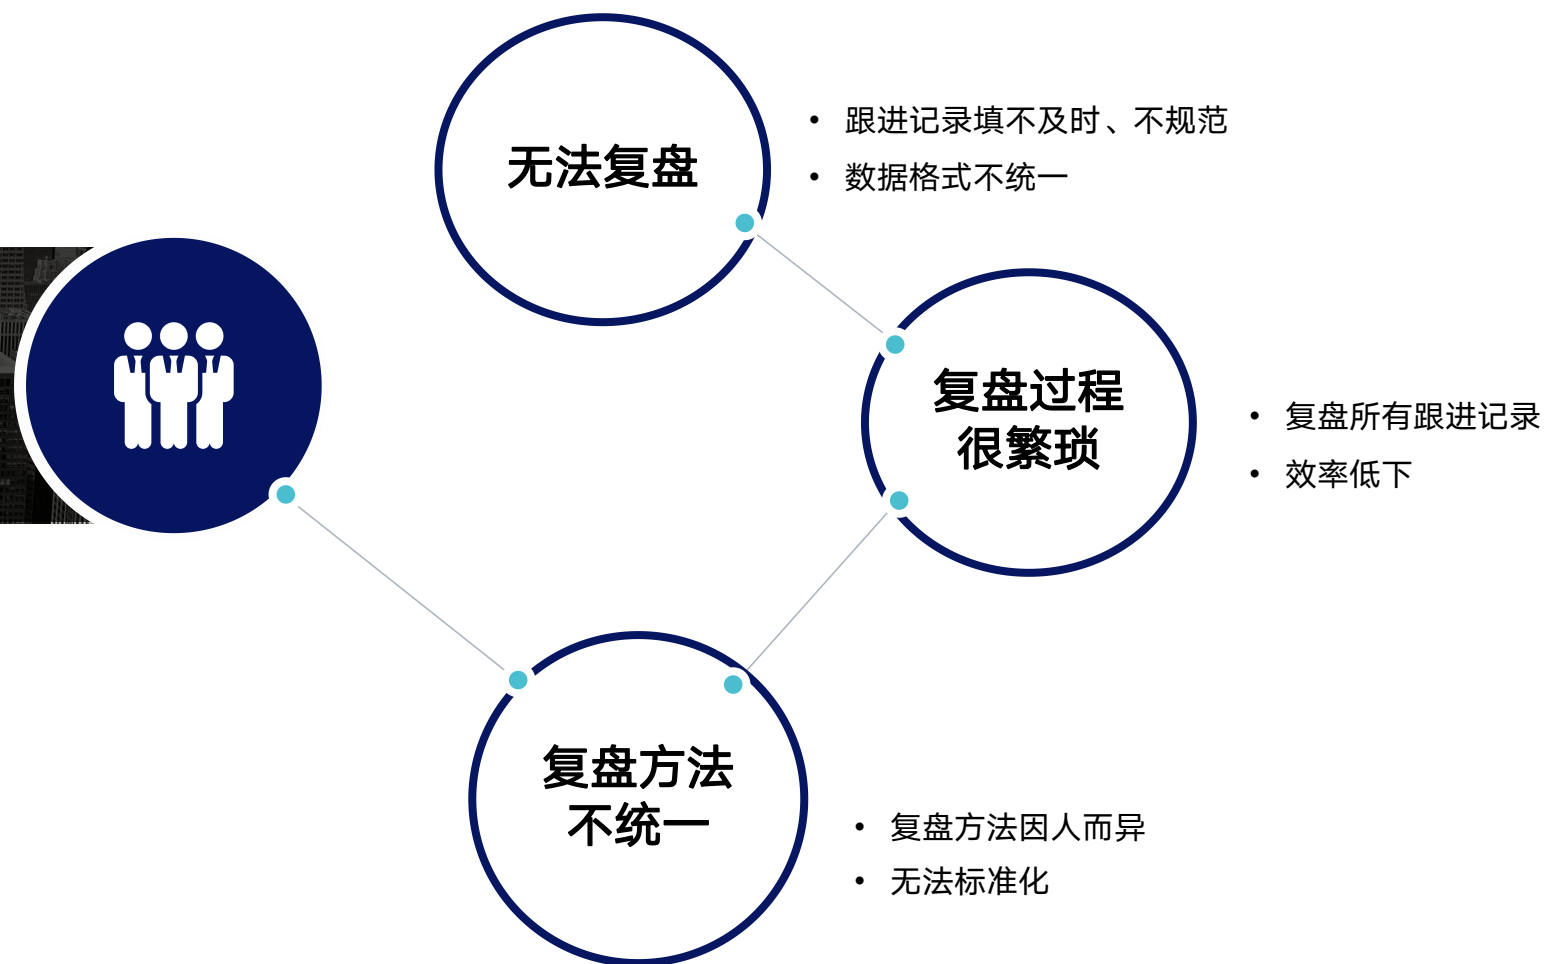 无法复盘
• 跟进记录填不及时、不规范
• 数据格式不统一
复盘过程
很繁琐
• 复盘所有跟进记录
• 效率低下
复盘方法
不统一
• 复盘方法因人而异
• 无法标准化